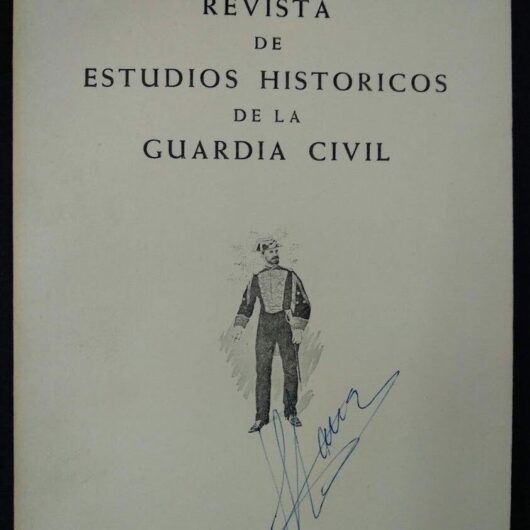 REVISTA
DE
ESTUDIOS HISTORICOS
DE LA
GUARDIA CIVIL